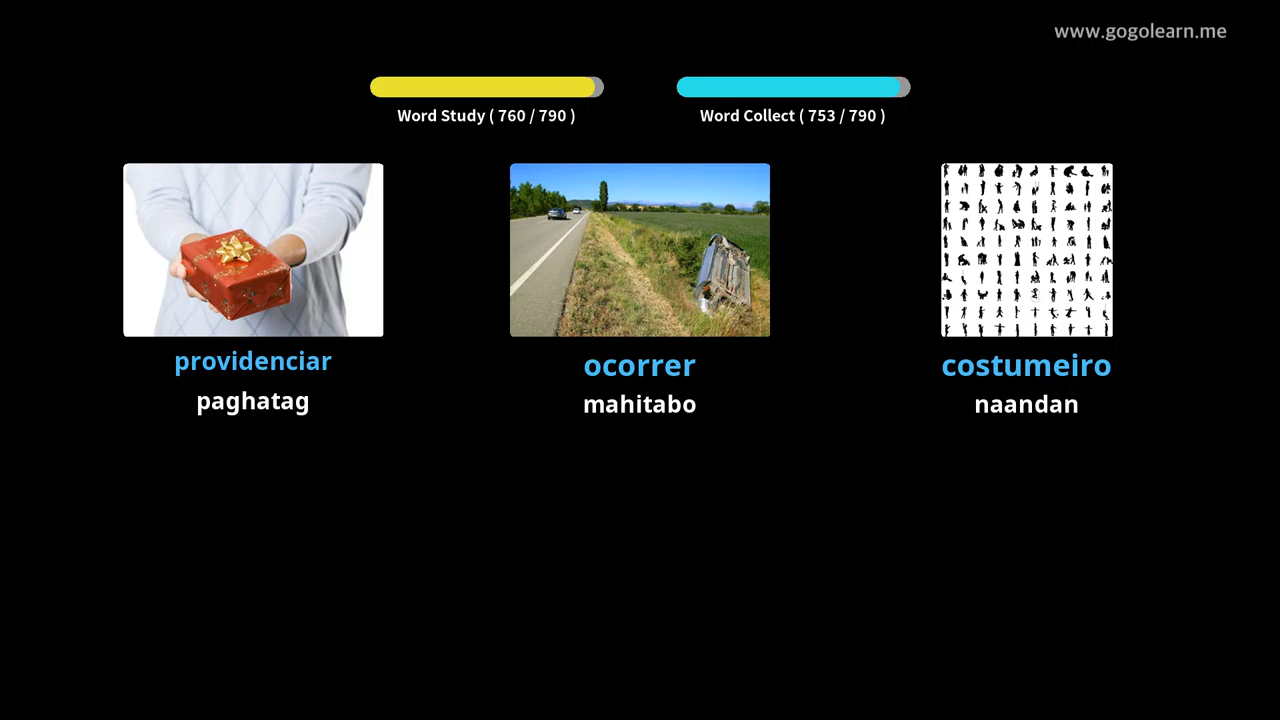 www.gogolearn.me
Word Study ( 760 / 790 )
Word Collect ( 753 / 790 )
providenciar
ocorrer
costumeiro
paghatag
mahitabo
naandan